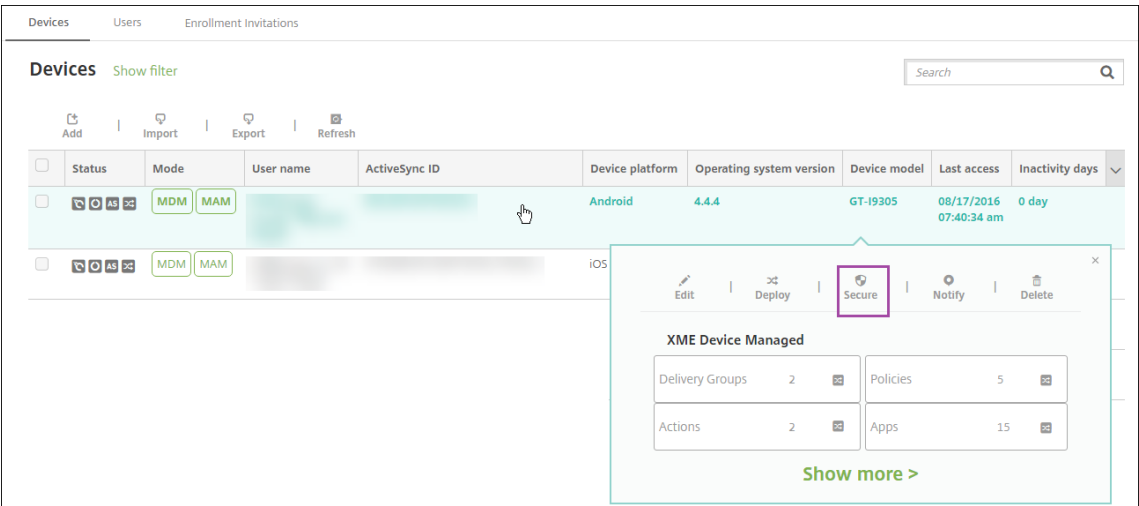 Devices Users Enrollment Invitations
Devices Show filter
Search
Add | Import | Export | Refresh
Status Mode User name ActiveSync ID Device platform Operating system version Device model Last access Inactivity days
AS MDM MAM Android 4.4.4 GT-I9305 08/17/2016 0 day
07:40:34 am
AS MDM MAM iOS
×
Edit | Deploy | Secure | Notify | Delete
XME Device Managed
Delivery Groups 2 Policies 5
Actions 2 Apps 15
Show more >